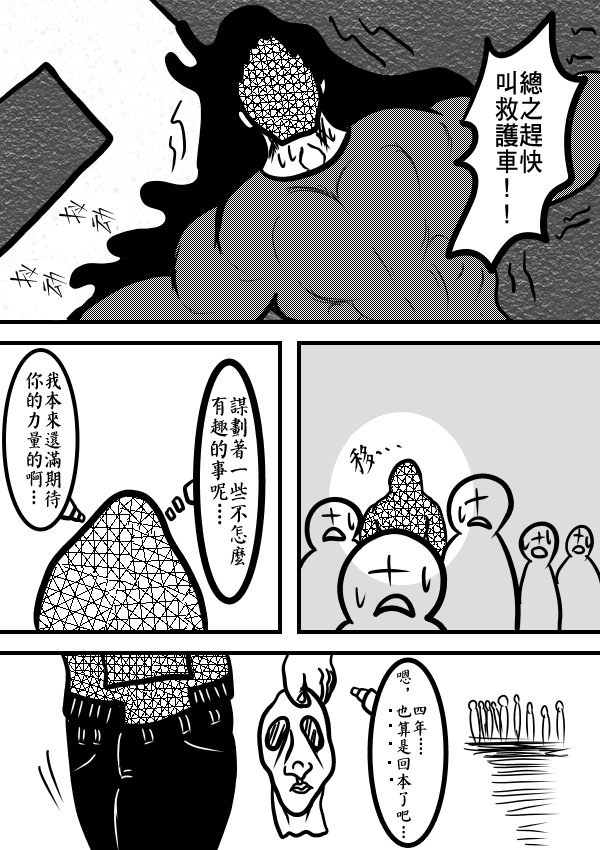 總之趕快
叫救護車！！
抖动
抖动
移……
謀劃著一些不怎麼
有趣的事呢……
我本來還滿期待
你的力量的啊…
嗯，四年……
也算是回本了吧…